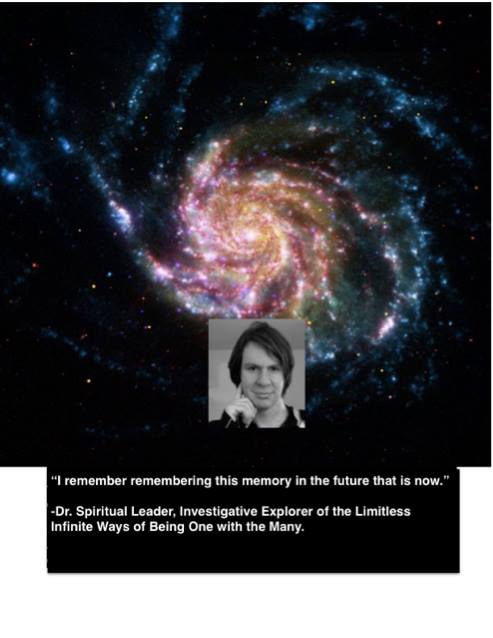 “I remember remembering this memory in the future that is now.”
-Dr. Spiritual Leader, Investigative Explorer of the Limitless
Infinite Ways of Being One with the Many.